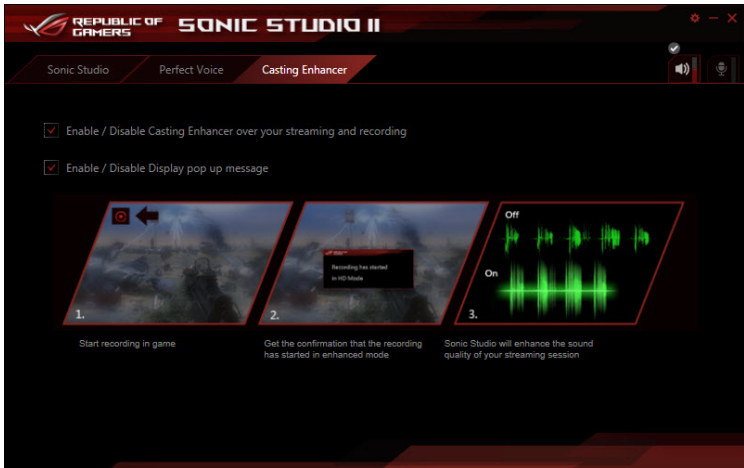 REPUBLIC OF
GAMERS
SONIC STUDIO II
Sonic Studio
Perfect Voice
Casting Enhancer
Enable / Disable Casting Enhancer over your streaming and recording
Enable / Disable Display pop up message
1.
Recording has started
in HD Mode
2.
Off
On
3.
Start recording in game
Get the confirmation that the recording
has started in enhanced mode
Sonic Studio will enhance the sound
quality of your streaming session